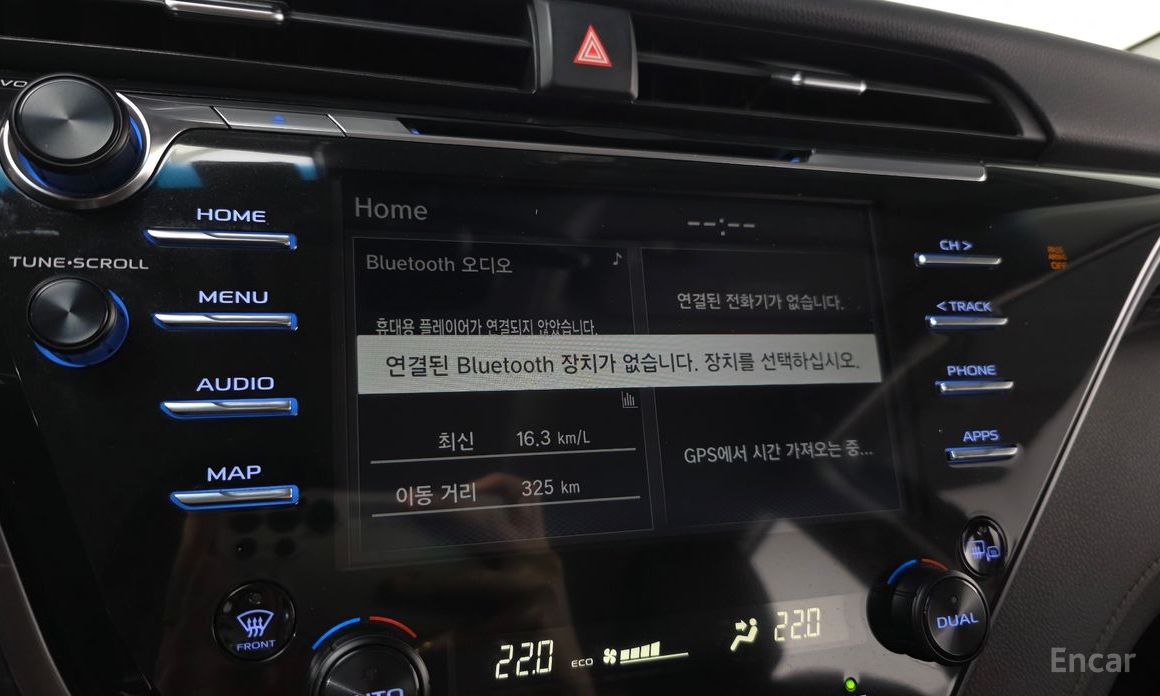 VO
HOME
TUNE•SCROLL
MENU
AUDIO
MAP
Home
--:--
Bluetooth 오디오
휴대용 플레이어가 연결되지 않았습니다.
연결된 전화기가 없습니다.
연결된 Bluetooth 장치가 없습니다. 장치를 선택하십시오.
최신 16.3 km/L
이동 거리 325 km
GPS에서 시간 가져오는 중...
CH >
< TRACK
PHONE
APPS
OFF
FRONT
22.0 ECO
22.0
DUAL
Encar